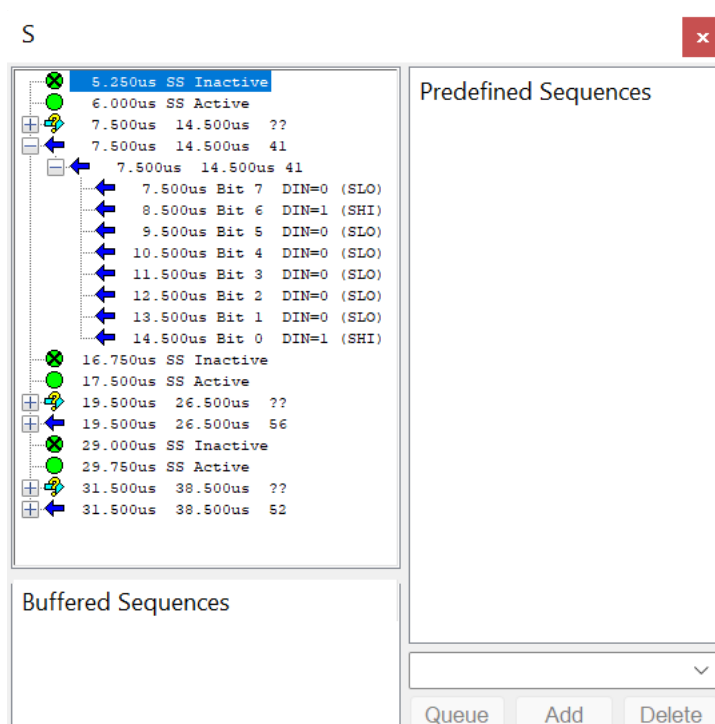 S
5.250us SS Inactive
6.000us SS Active
7.500us 14.500us ??
7.500us 14.500us 41
7.500us 14.500us 41
7.500us Bit 7 DIN=0 (SLO)
8.500us Bit 6 DIN=1 (SHI)
9.500us Bit 5 DIN=0 (SLO)
10.500us Bit 4 DIN=0 (SLO)
11.500us Bit 3 DIN=0 (SLO)
12.500us Bit 2 DIN=0 (SLO)
13.500us Bit 1 DIN=0 (SLO)
14.500us Bit 0 DIN=1 (SHI)
16.750us SS Inactive
17.500us SS Active
19.500us 26.500us ??
19.500us 26.500us 56
29.000us SS Inactive
29.750us SS Active
31.500us 38.500us ??
31.500us 38.500us 52
Buffered Sequences
Predefined Sequences
Queue Add Delete